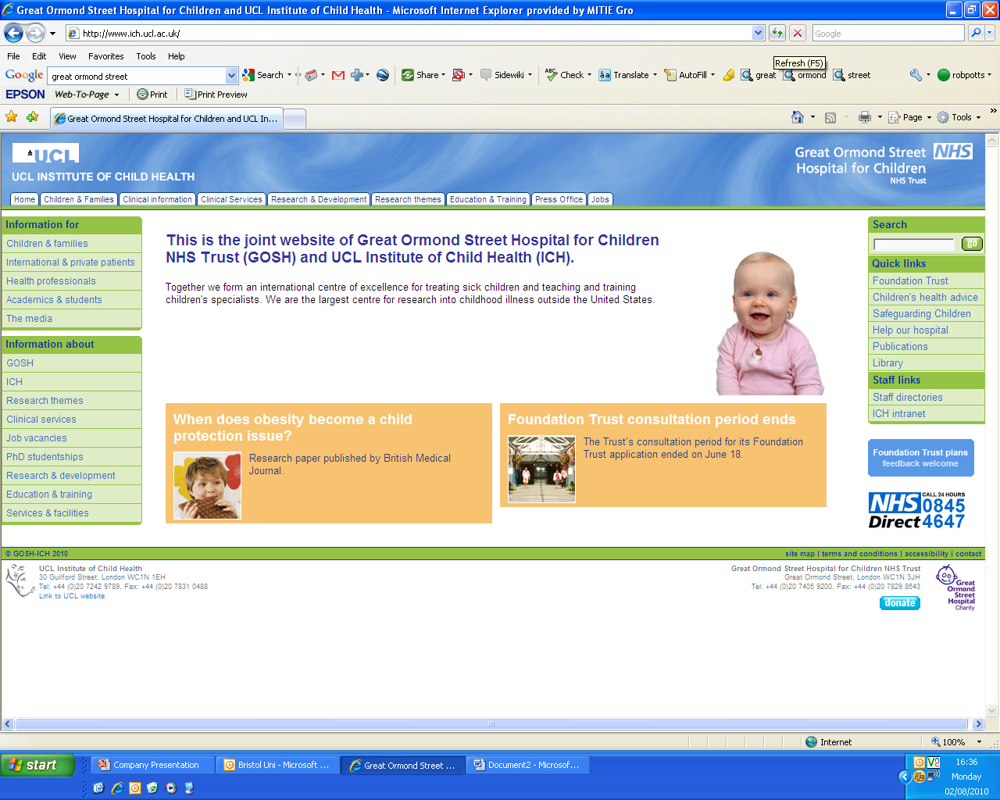 Great Ormond Street Hospital for Children and UCL Institute of Child Health - Microsoft Internet Explorer provided by MITIE Gro
http://www.ich.ucl.ac.uk/
Google
File Edit View Favorites Tools Help
Refresh (F5)
Google great ormond street Search Share Sidewiki Check Translate AutoFill great ormond street robpotts
EPSON Web-To-Page Print Print Preview
Great Ormond Street Hospital for Children and UCL In...
Page Tools
UCL
UCL INSTITUTE OF CHILD HEALTH
Great Ormond Street NHS
Hospital for Children
NHS Trust
Home Children & Families Clinical information Clinical Services Research & Development Research themes Education & Training Press Office Jobs
Information for
Children & families
International & private patients
Health professionals
Academics & students
The media
Information about
GOSH
ICH
Research themes
Clinical services
Job vacancies
PhD studentships
Research & development
Education & training
Services & facilities
This is the joint website of Great Ormond Street Hospital for Children
NHS Trust (GOSH) and UCL Institute of Child Health (ICH).
Together we form an international centre of excellence for treating sick children and teaching and training
children's specialists. We are the largest centre for research into childhood illness outside the United States.
When does obesity become a child
protection issue?
Research paper published by British Medical
Journal.
Foundation Trust consultation period ends
The Trust's consultation period for its Foundation
Trust application ended on June 18.
Search
go
Quick links
Foundation Trust
Children's health advice
Safeguarding Children
Help our hospital
Publications
Library
Staff links
Staff directories
ICH intranet
Foundation Trust plans
feedback welcome
NHS CALL 24 HOURS
0845
Direct 4647
© GOSH-ICH 2010
site map | terms and conditions | accessibility | contact
UCL Institute of Child Health
30 Guilford Street, London WC1N 1EH
Tel: +44 (0)20 7242 9789, Fax: +44 (0)20 7831 0488
Link to UCL website
Great Ormond Street Hospital for Children NHS Trust
Great Ormond Street, London WC1N 3JH
Tel: +44 (0)20 7405 9200, Fax: +44 (0)20 7829 8643
donate
Great
Ormond
Street
Hospital
Charity
Internet 100%
start Company Presentation Bristol Uni - Microsoft ... Great Ormond Street ... Document2 - Microsof...
16:36
Monday
02/08/2010